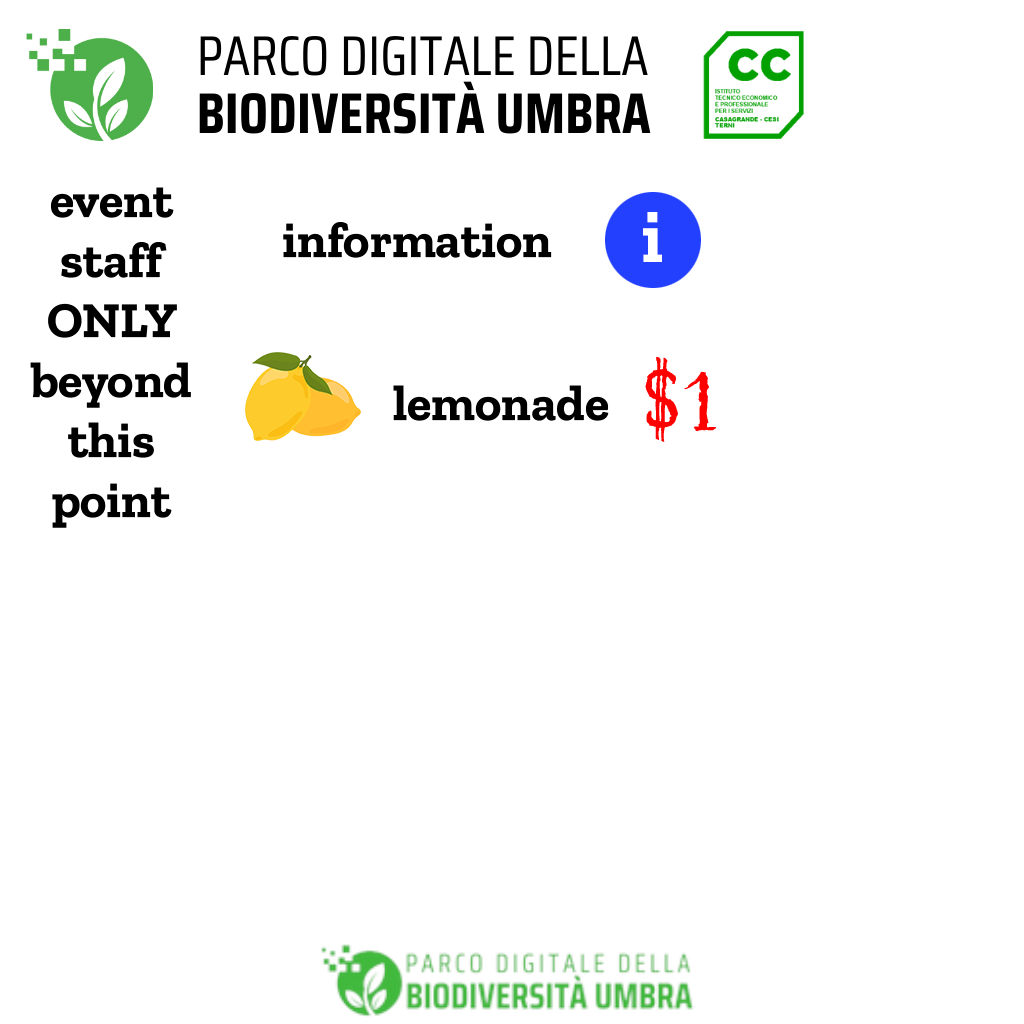 PARCO DIGITALE DELLA
BIODIVERSITÀ UMBRA
CC
ISTITUTO
TECNICO ECONOMICO
E PROFESSIONALE
PER I SERVIZI
CASAGRANDE - CESI
TERNI
event
staff
ONLY
beyond
this
point
information
i
lemonade
$1
PARCO DIGITALE DELLA
BIODIVERSITÀ UMBRA